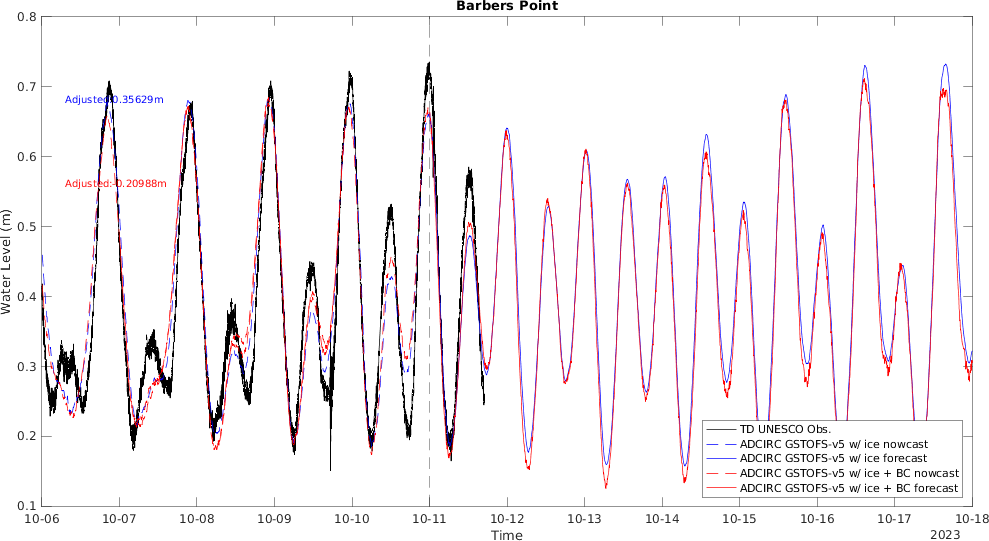 Barbers Point
0.8
0.7
0.6
0.5
0.4
0.3
0.2
0.1
Water Level (m)
Adjusted:0.35629m
Adjusted:-0.20988m
TD UNESCO Obs.
ADCIRC GSTOFS-v5 w/ ice nowcast
ADCIRC GSTOFS-v5 w/ ice forecast
ADCIRC GSTOFS-v5 w/ ice + BC nowcast
ADCIRC GSTOFS-v5 w/ ice + BC forecast
10-06 10-07 10-08 10-09 10-10 10-11 10-12 10-13 10-14 10-15 10-16 10-17 10-18
Time
2023